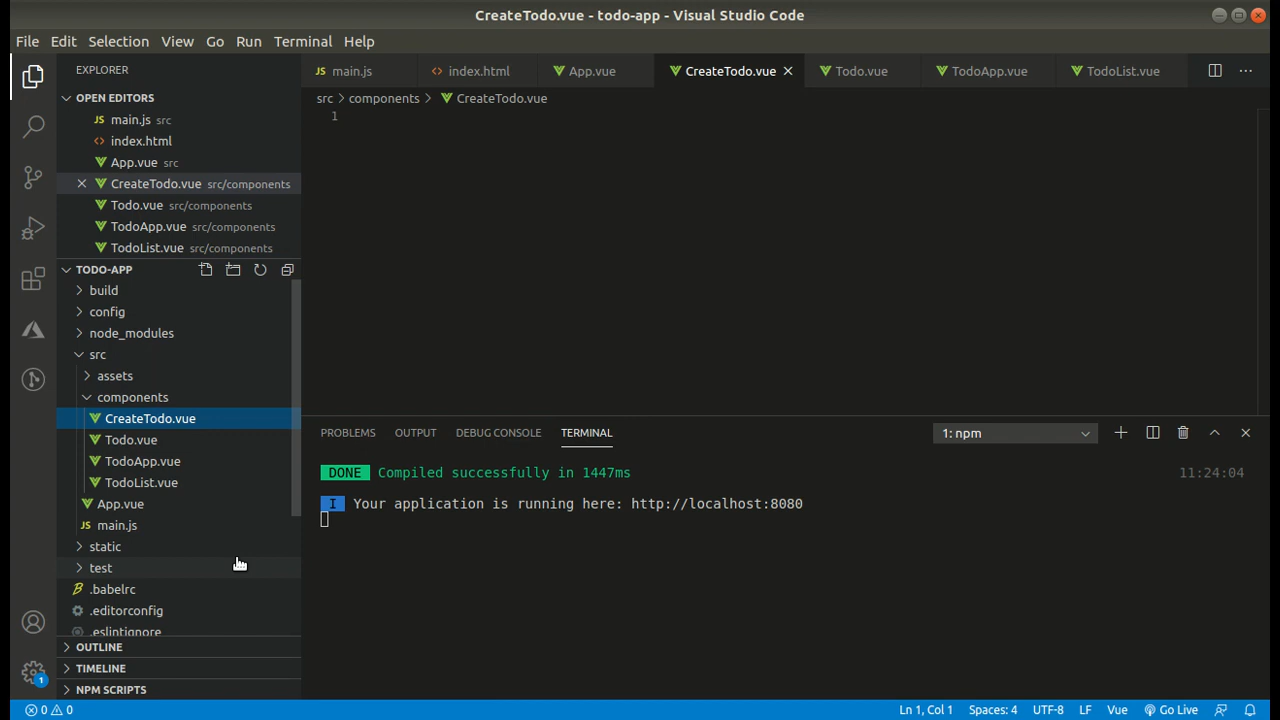 CreateTodo.vue - todo-app - Visual Studio Code
File Edit Selection View Go Run Terminal Help
EXPLORER
OPEN EDITORS
JS main.js src
<> index.html
App.vue src
CreateTodo.vue src/components
Todo.vue src/components
TodoApp.vue src/components
TodoList.vue src/components
TODO-APP
build
config
node_modules
src
assets
components
CreateTodo.vue
Todo.vue
TodoApp.vue
TodoList.vue
App.vue
JS main.js
static
test
.babelrc
.editorconfig
.eslintignore
OUTLINE
TIMELINE
NPM SCRIPTS
JS main.js <> index.html App.vue CreateTodo.vue Todo.vue TodoApp.vue TodoList.vue
src > components > CreateTodo.vue
1
PROBLEMS OUTPUT DEBUG CONSOLE TERMINAL 1: npm
DONE Compiled successfully in 1447ms 11:24:04
I Your application is running here: http://localhost:8080
1
0 0 Ln 1, Col 1 Spaces: 4 UTF-8 LF Vue Go Live